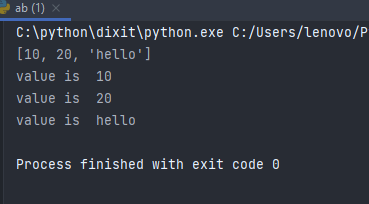 ab (1)
C:\python\dixit\python.exe C:/Users/lenovo/P
[10, 20, 'hello']
value is  10
value is  20
value is  hello
Process finished with exit code 0